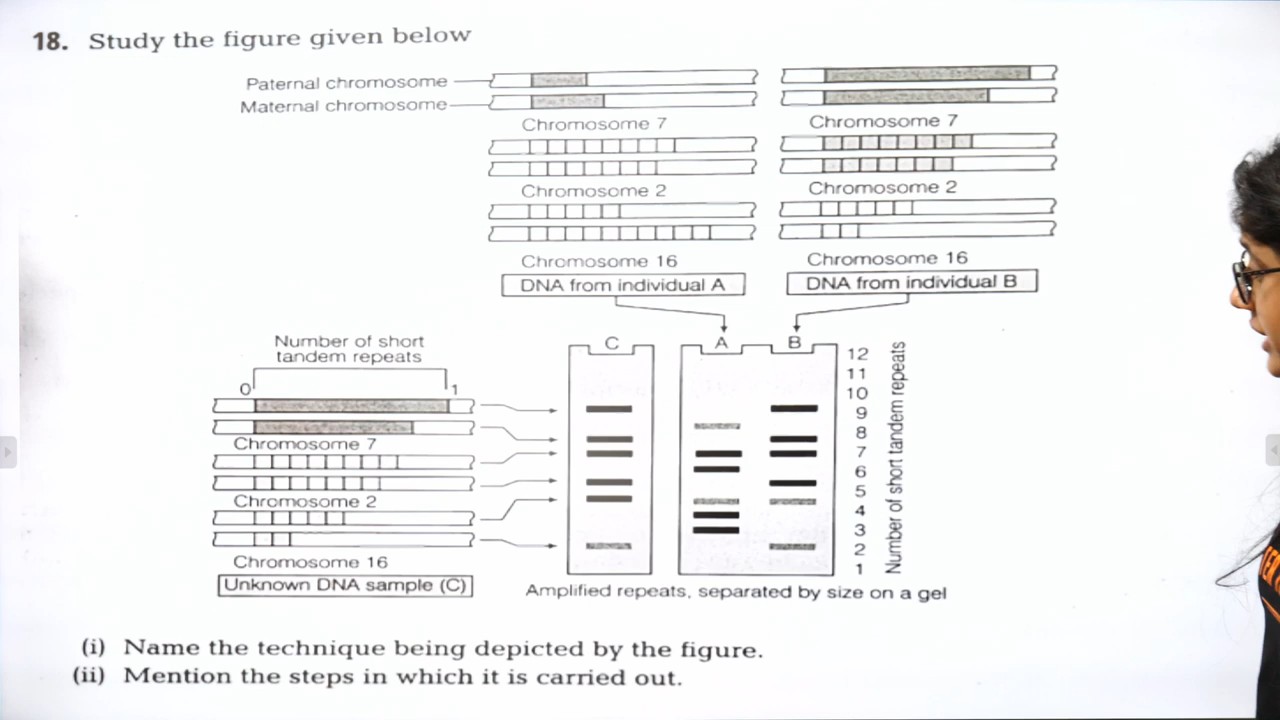 18. Study the figure given below
Paternal chromosome
Maternal chromosome
Chromosome 7
Chromosome 2
Chromosome 16
DNA from individual A
Chromosome 7
Chromosome 2
Chromosome 16
DNA from individual B
Number of short
tandem repeats
0
1
Chromosome 7
Chromosome 2
Chromosome 16
Unknown DNA sample (C)
C
A
B
12
11
10
9
8
7
6
5
4
3
2
1
Number of short tandem repeats
Amplified repeats, separated by size on a gel
(i) Name the technique being depicted by the figure.
(ii) Mention the steps in which it is carried out.